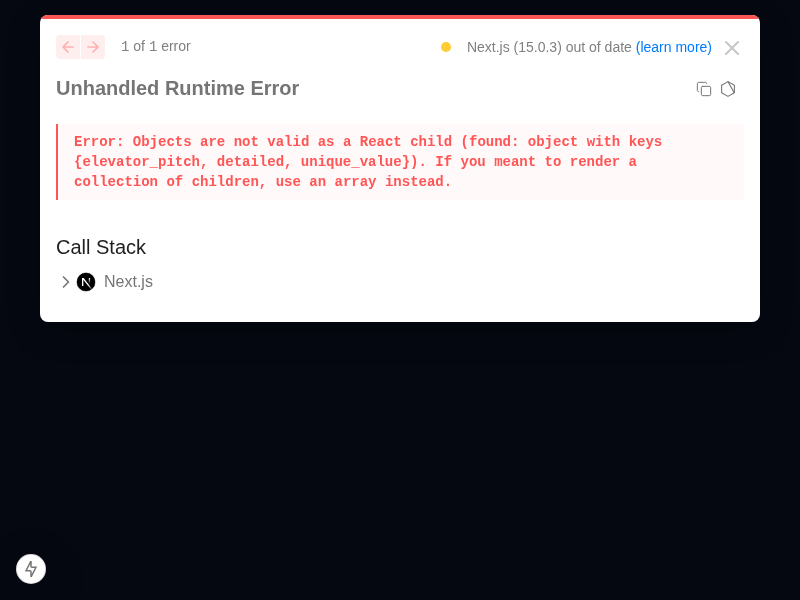 1 of 1 error
Next.js (15.0.3) out of date (learn more)
Unhandled Runtime Error
Error: Objects are not valid as a React child (found: object with keys
{elevator_pitch, detailed, unique_value}). If you meant to render a
collection of children, use an array instead.
Call Stack
N Next.js